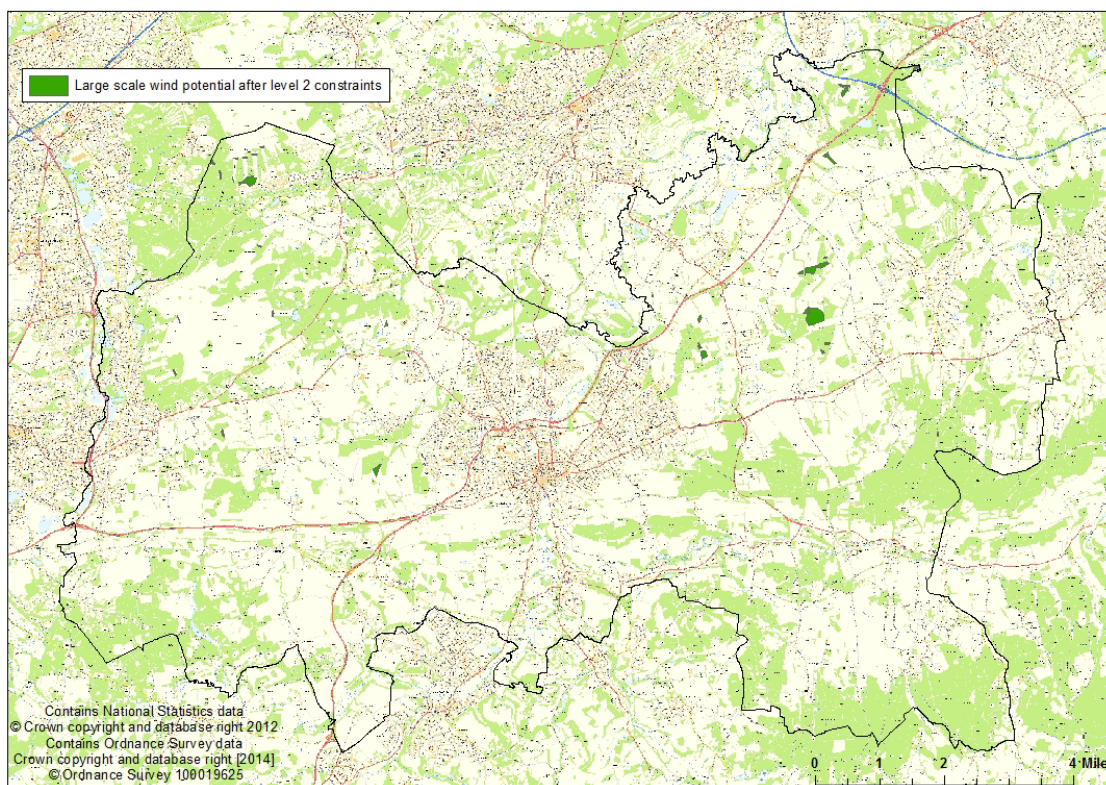 Large scale wind potential after level 2 constraints
Contains National Statistics data
© Crown copyright and database right 2012
Contains Ordnance Survey data
Crown copyright and database right [2014]
© Ordnance Survey 100019625
0 1 2 4 Mile